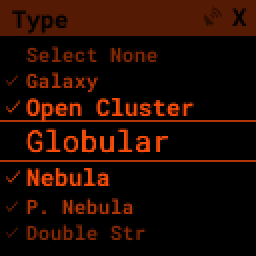 Type X
Select None
Galaxy
Open Cluster
Globular
Nebula
P. Nebula
Double Str